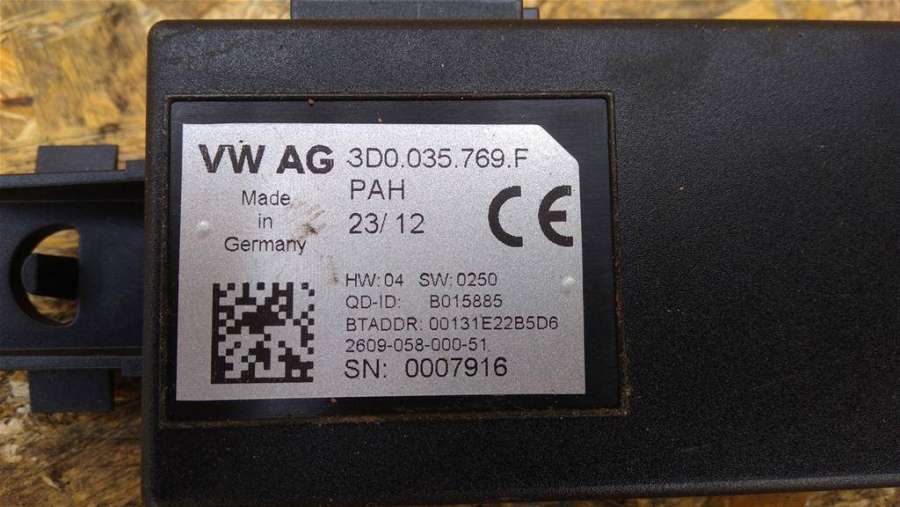 VW AG 3D0.035.769.F
Made PAH
in 23/ 12
Germany
CE
HW: 04 SW: 0250
QD-ID: B015885
BTADDR: 00131E22B5D6
2609-058-000-51
SN: 0007916